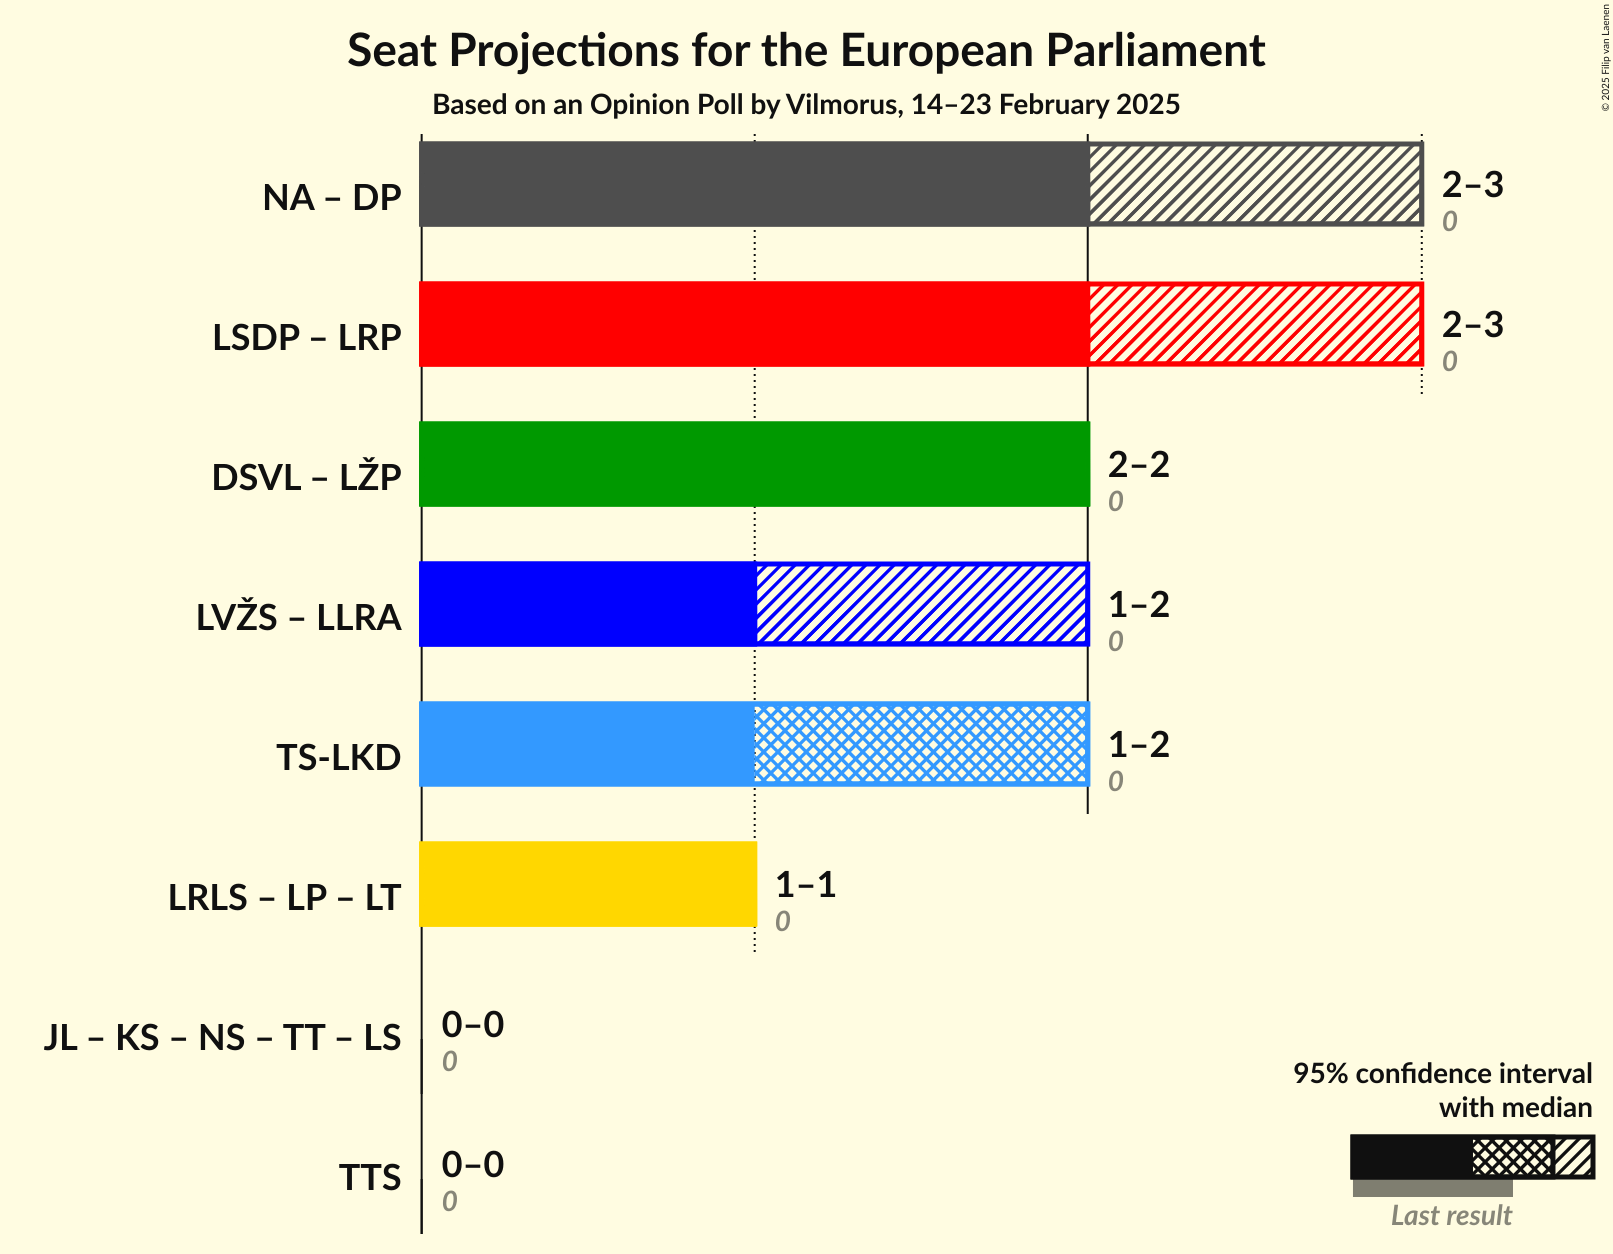 Seat Projections for the European Parliament
Based on an Opinion Poll by Vilmorus, 14–23 February 2025
© 2025 Filip van Laenen
NA – DP
2–3
0
LSDP – LRP
2–3
0
DSVL – LŽP
2–2
0
LVŽS – LLRA
1–2
0
TS-LKD
1–2
0
LRLS – LP – LT
1–1
0
JL – KS – NS – TT – LS
0–0
0
TTS
0–0
0
95% confidence interval
with median
Last result